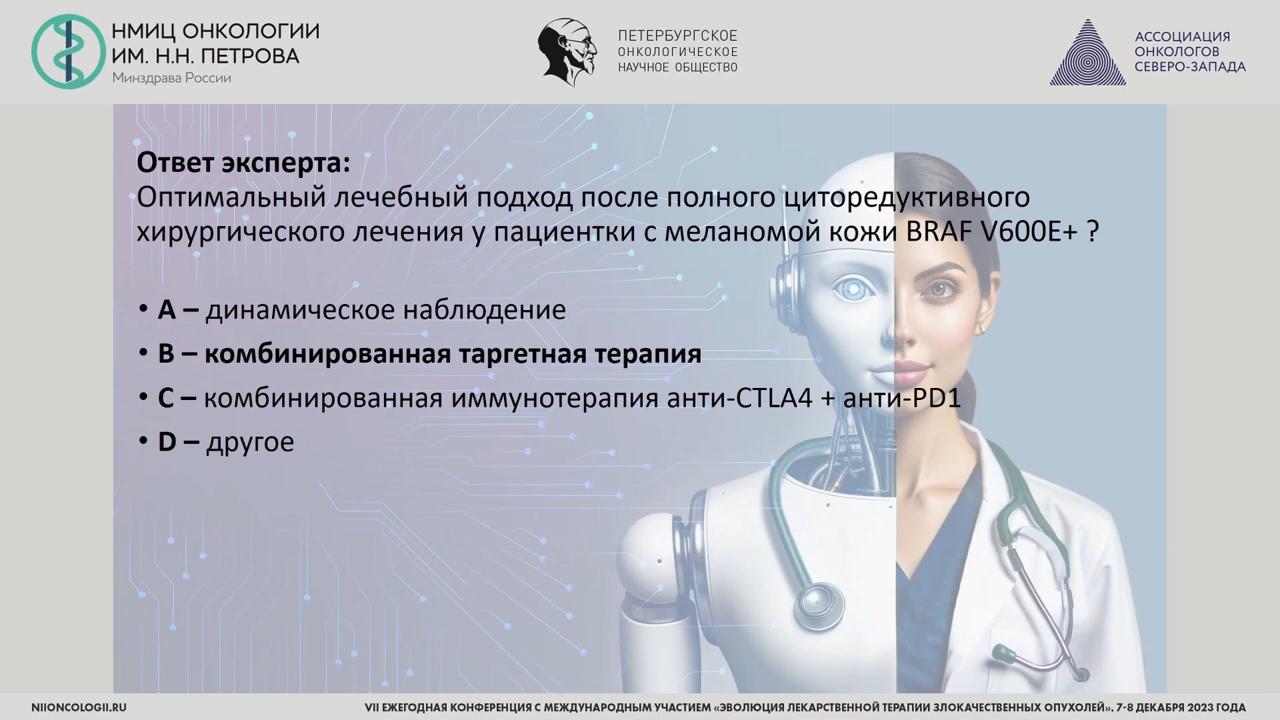 НМИЦ ОНКОЛОГИИ
ИМ. Н.Н. ПЕТРОВА
Минздрава России
ПЕТЕРБУРГСКОЕ
ОНКОЛОГИЧЕСКОЕ
НАУЧНОЕ ОБЩЕСТВО
АССОЦИАЦИЯ
ОНКОЛОГОВ
СЕВЕРО-ЗАПАДА
Ответ эксперта:
Оптимальный лечебный подход после полного циторедуктивного
хирургического лечения у пациентки с меланомой кожи BRAF V600E+ ?
• A – динамическое наблюдение
• B – комбинированная таргетная терапия
• C – комбинированная иммунотерапия анти-CTLA4 + анти-PD1
• D – другое
NIIONCOLOGII.RU
VII ЕЖЕГОДНАЯ КОНФЕРЕНЦИЯ С МЕЖДУНАРОДНЫМ УЧАСТИЕМ «ЭВОЛЮЦИЯ ЛЕКАРСТВЕННОЙ ТЕРАПИИ ЗЛОКАЧЕСТВЕННЫХ ОПУХОЛЕЙ». 7-8 ДЕКАБРЯ 2023 ГОДА